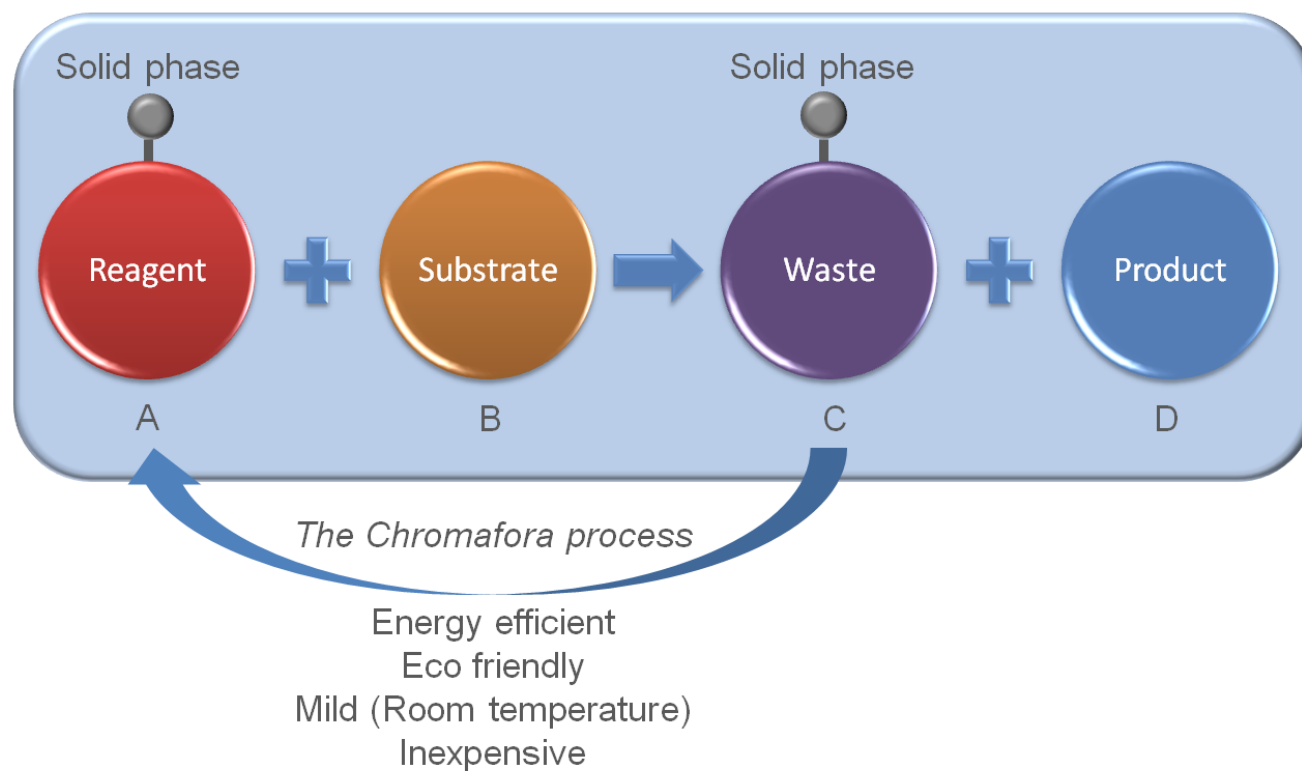 Solid phase
Solid phase
Reagent
Substrate
Waste
Product
A
B
C
D
The Chromafora process
Energy efficient
Eco friendly
Mild (Room temperature)
Inexpensive